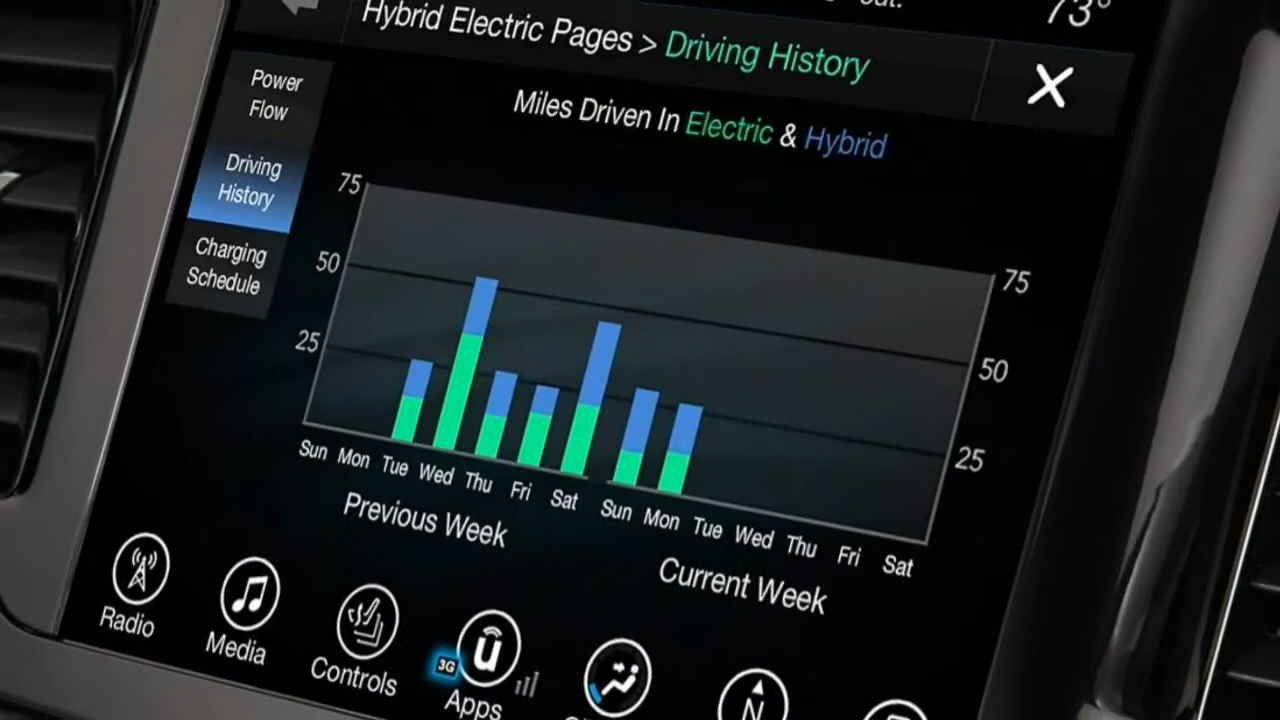 73°
Hybrid Electric Pages > Driving History
Power
Flow
Driving
History
Charging
Schedule
Miles Driven In Electric & Hybrid
75
50
25
75
50
25
Sun Mon Tue Wed Thu Fri Sat Sun Mon Tue Wed Thu Fri Sat
Previous Week
Current Week
Radio
Media
Controls
3G
u
Apps
N